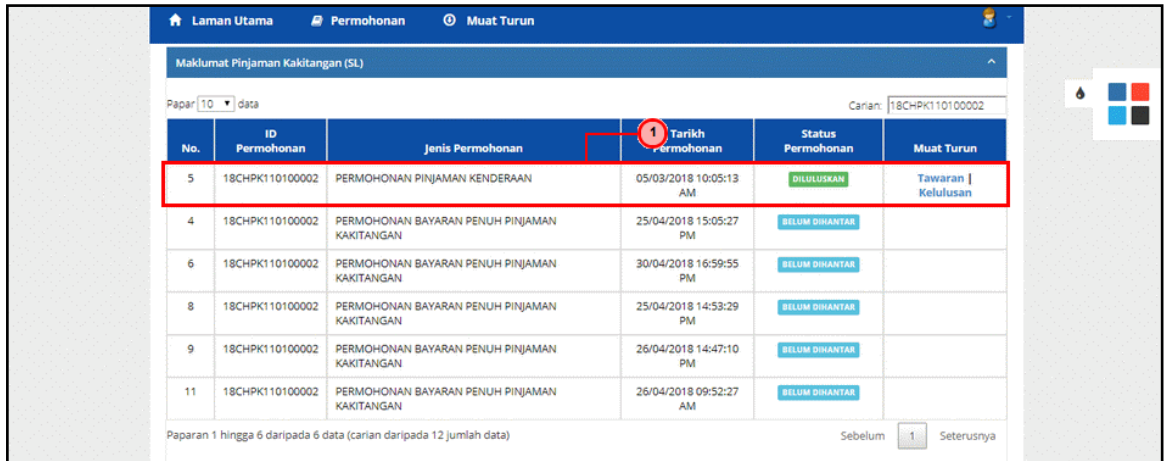 Laman Utama Permohonan Muat Turun
Maklumat Pinjaman Kakitangan (SL)
Papar 10 data Carian: 18CHPK110100002
No. ID Permohonan Jenis Permohonan 1 Tarikh Permohonan Status Permohonan Muat Turun
5 18CHPK110100002 PERMOHONAN PINJAMAN KENDERAAN 05/03/2018 10:05:13 AM DILULUSKAN Tawaran | Kelulusan
4 18CHPK110100002 PERMOHONAN BAYARAN PENUH PINJAMAN KAKITANGAN 25/04/2018 15:05:27 PM BELUM DIHANTAR
6 18CHPK110100002 PERMOHONAN BAYARAN PENUH PINJAMAN KAKITANGAN 30/04/2018 16:59:55 PM BELUM DIHANTAR
8 18CHPK110100002 PERMOHONAN BAYARAN PENUH PINJAMAN KAKITANGAN 25/04/2018 14:53:29 PM BELUM DIHANTAR
9 18CHPK110100002 PERMOHONAN BAYARAN PENUH PINJAMAN KAKITANGAN 26/04/2018 14:47:10 PM BELUM DIHANTAR
11 18CHPK110100002 PERMOHONAN BAYARAN PENUH PINJAMAN KAKITANGAN 26/04/2018 09:52:27 AM BELUM DIHANTAR
Paparan 1 hingga 6 daripada 6 data (carian daripada 12 jumlah data) Sebelum 1 Seterusnya